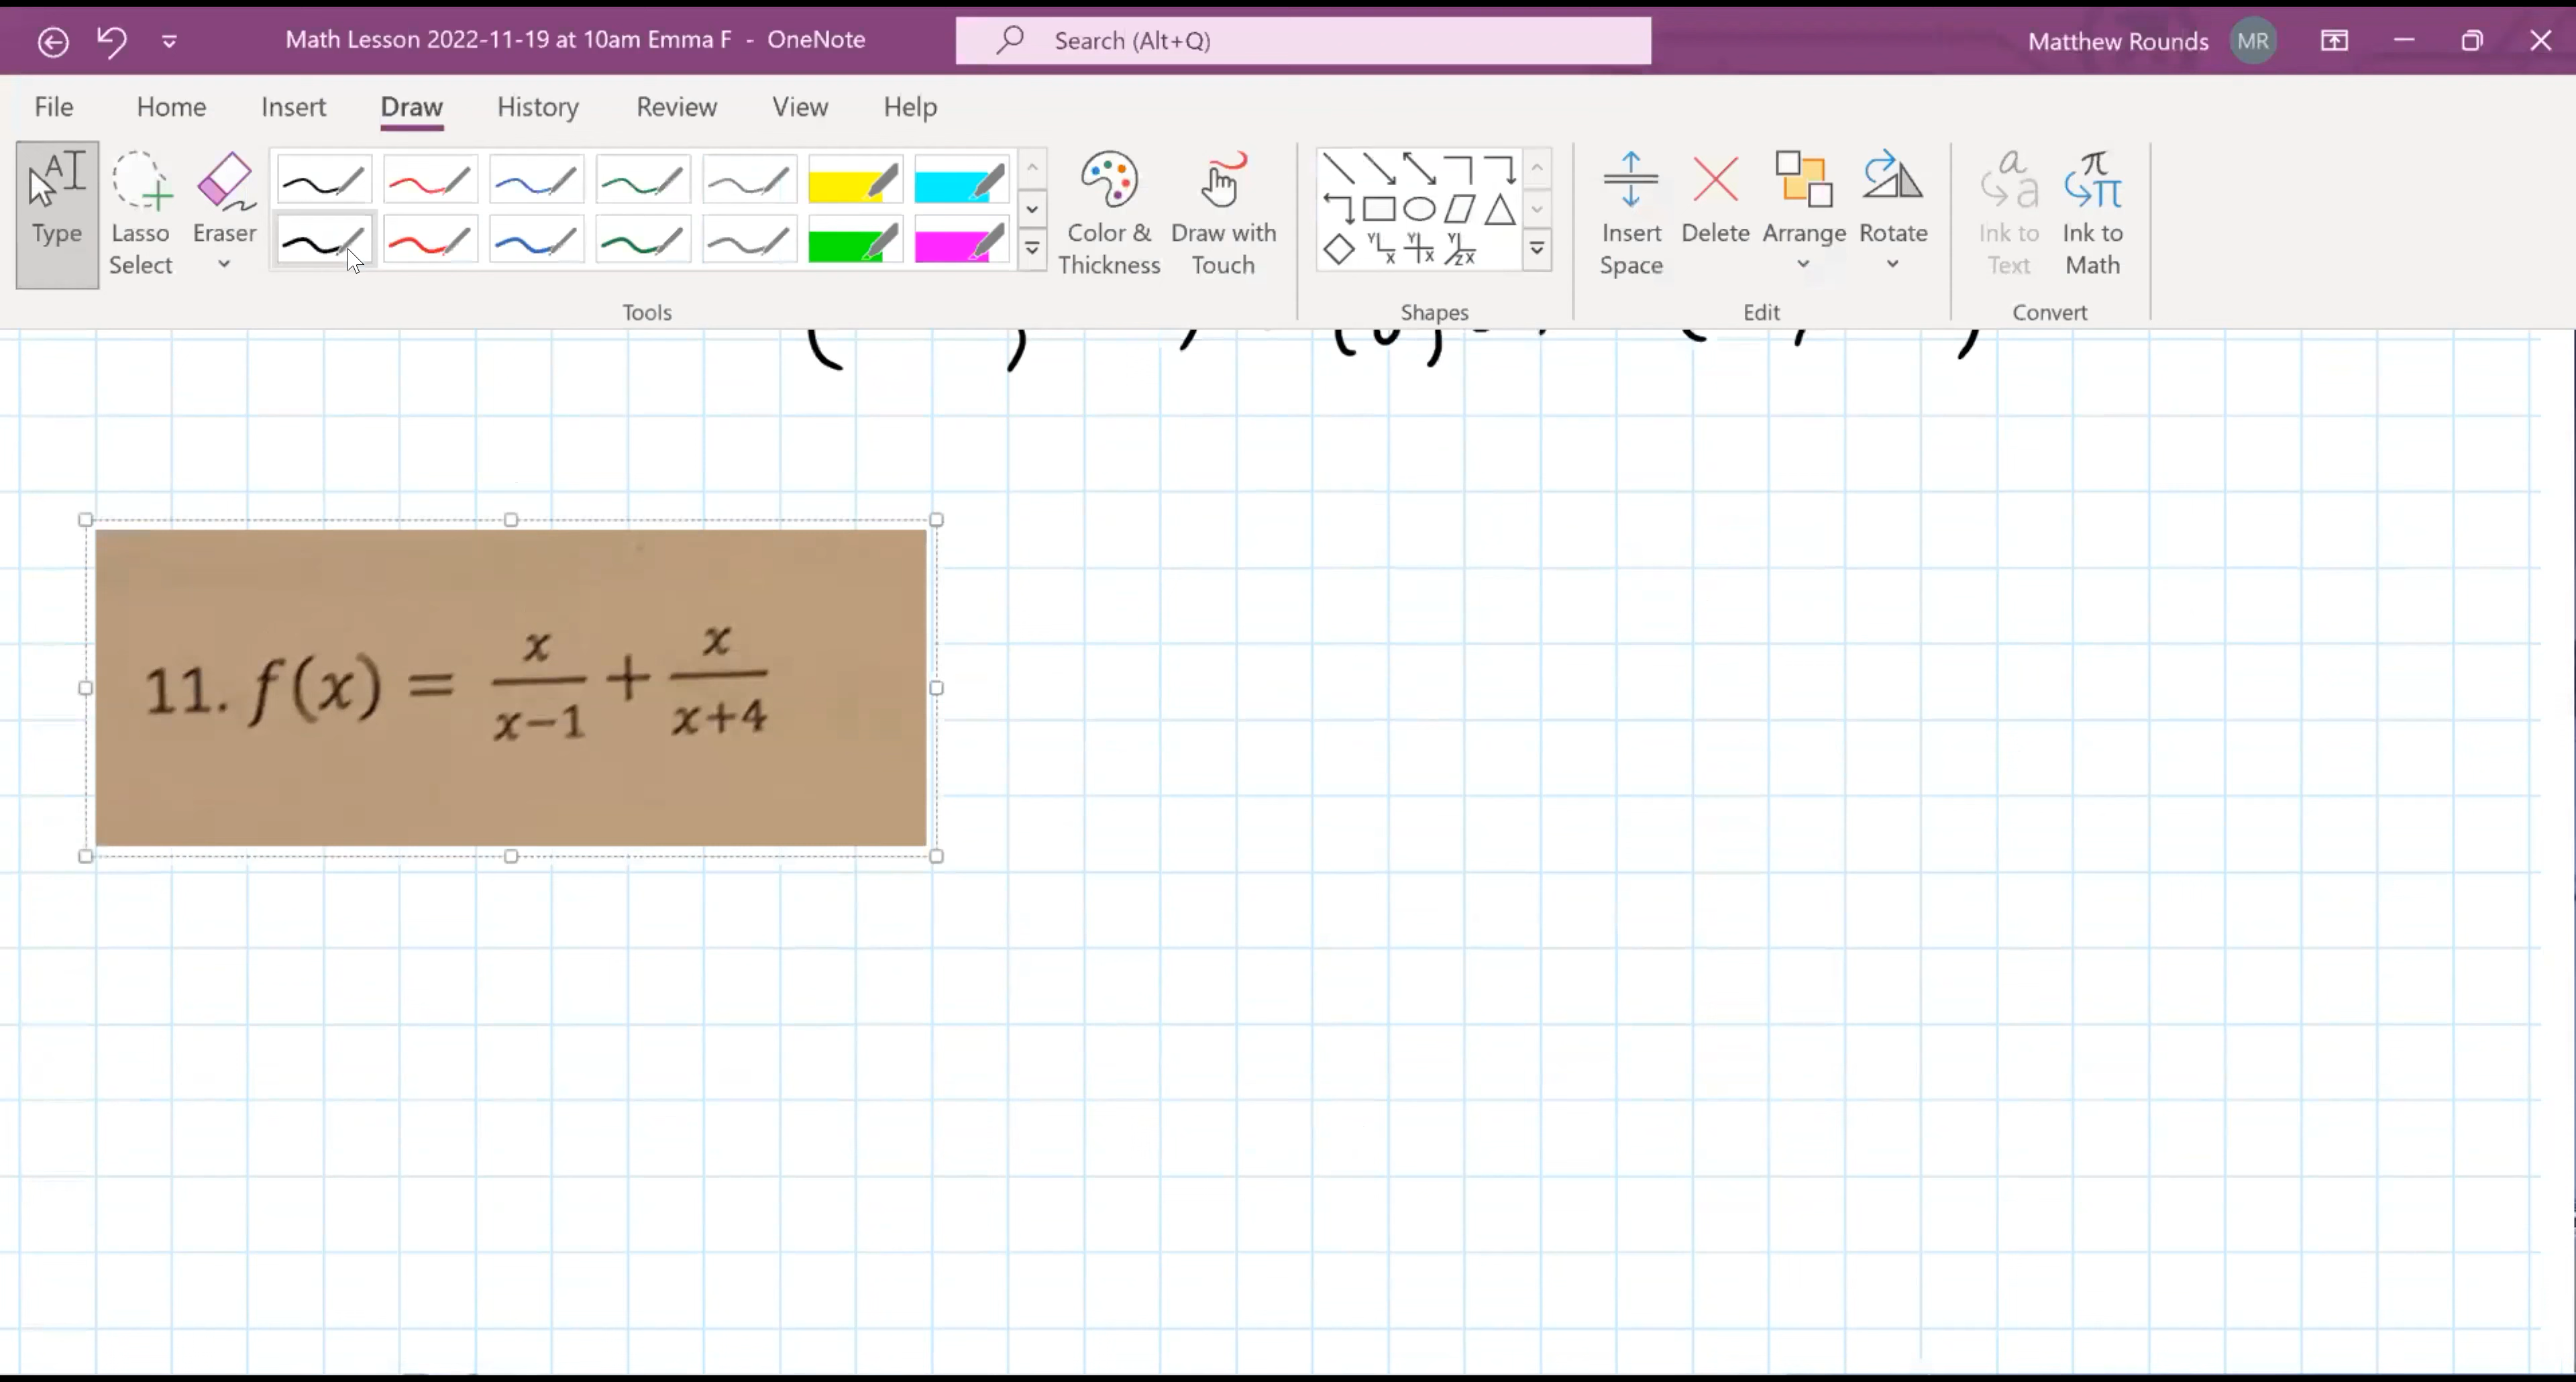 Math Lesson 2022-11-19 at 10am Emma F - OneNote
Search (Alt+Q)
Matthew Rounds
MR
File Home Insert Draw History Review View Help
Type
Lasso Select
Eraser
Color & Thickness
Draw with Touch
Insert Space
Delete
Arrange
Rotate
Ink to Text
Ink to Math
Tools
Shapes
Edit
Convert
11. f(x) = x/x−1 + x/x+4